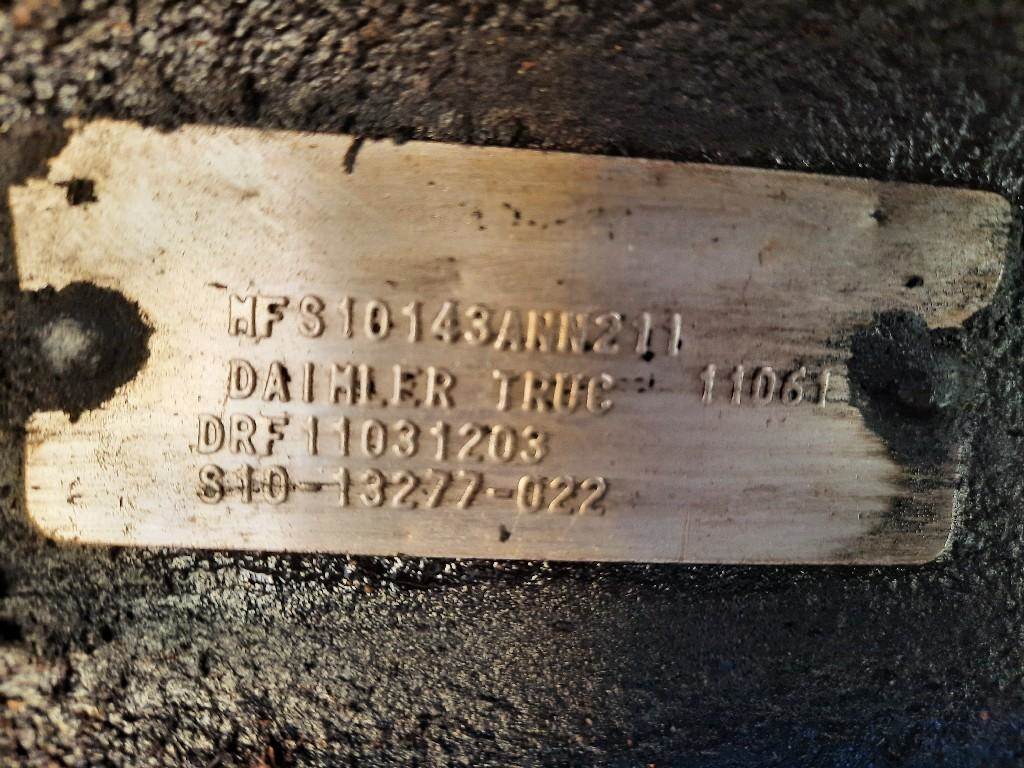 MFS10143ANN211
DAIMLER TRUC 11061
DRF11031203
S10-13277-022